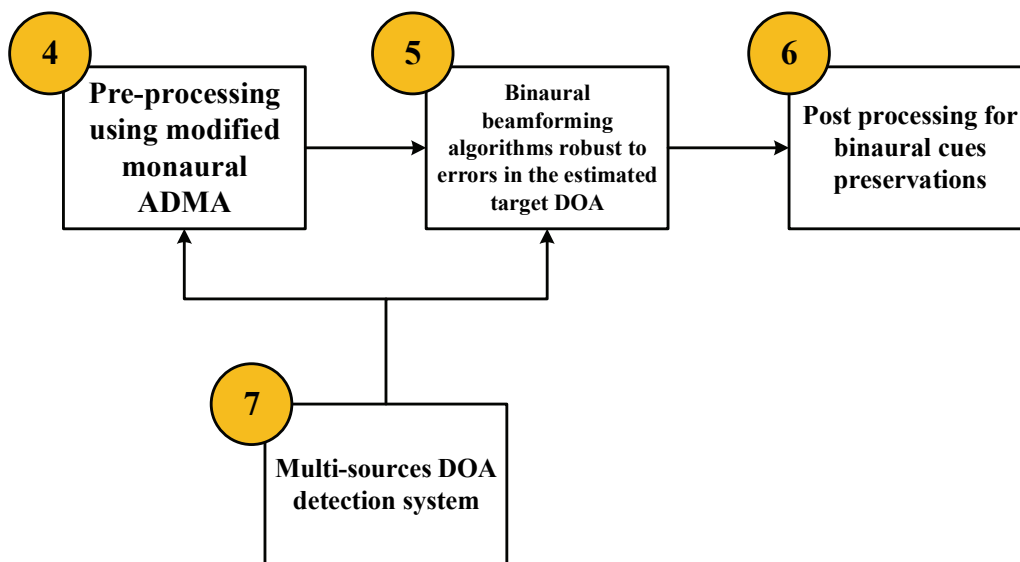 4
Pre-processing
using modified
monaural
ADMA
5
Binaural
beamforming
algorithms robust to
errors in the estimated
target DOA
6
Post processing for
binaural cues
preservations
7
Multi-sources DOA
detection system